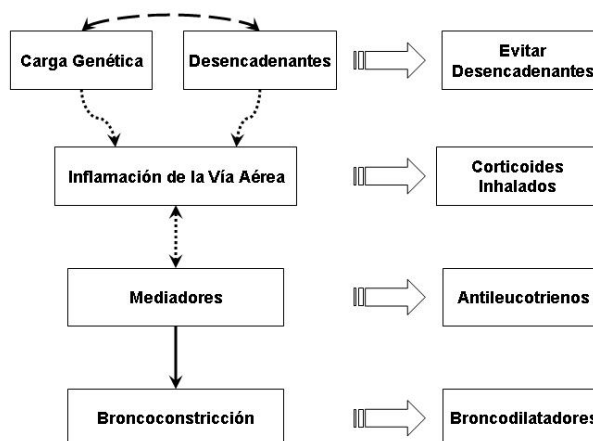 Carga Genética
Desencadenantes
Evitar
Desencadenantes
Inflamación de la Vía Aérea
Corticoides
Inhalados
Mediadores
Antileucotrienos
Broncoconstricción
Broncodilatadores